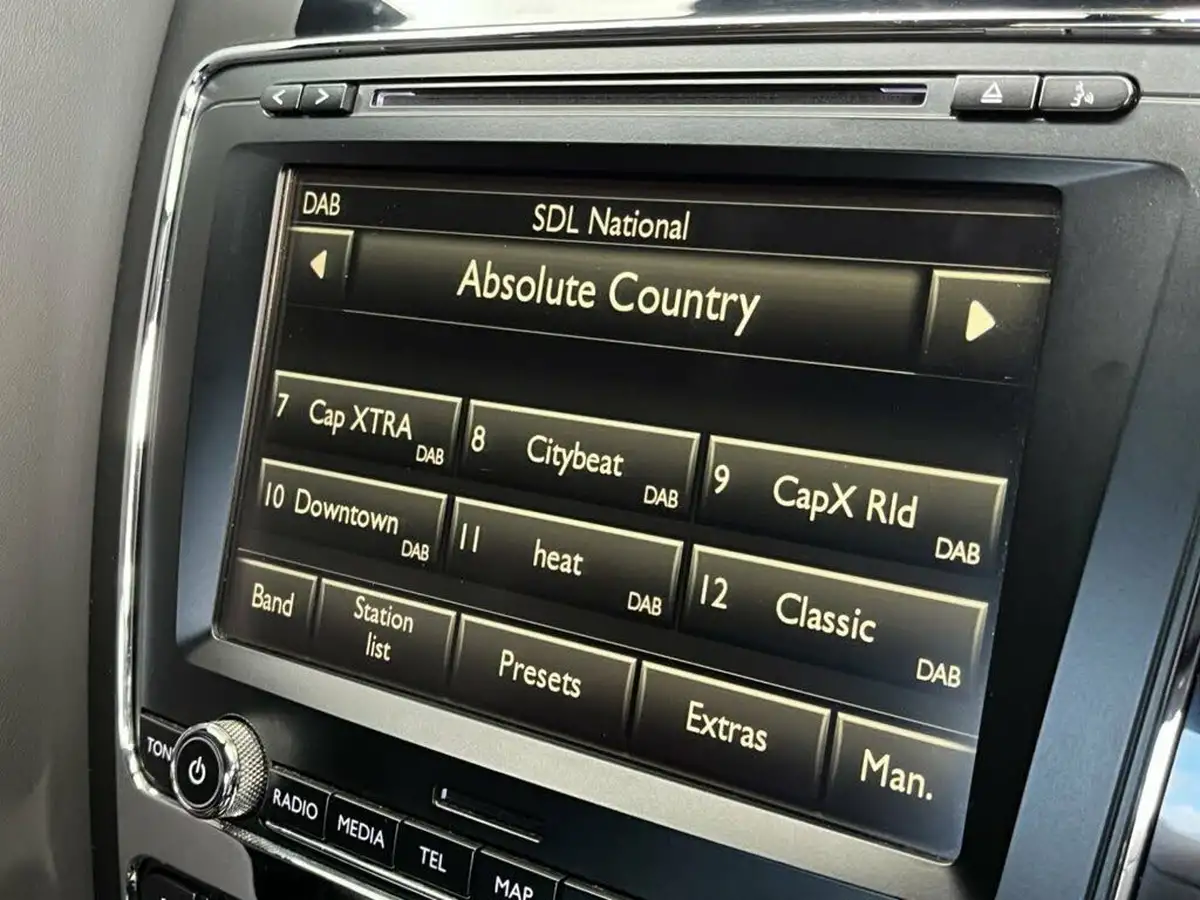 DAB
SDL National
Absolute Country
7 Cap XTRA
DAB
8 Citybeat
DAB
9 CapX Rld
DAB
10 Downtown
DAB
11 heat
DAB
12 Classic
DAB
Band
Station
list
Presets
Extras
Man.
TON
RADIO
MEDIA
TEL
MAP